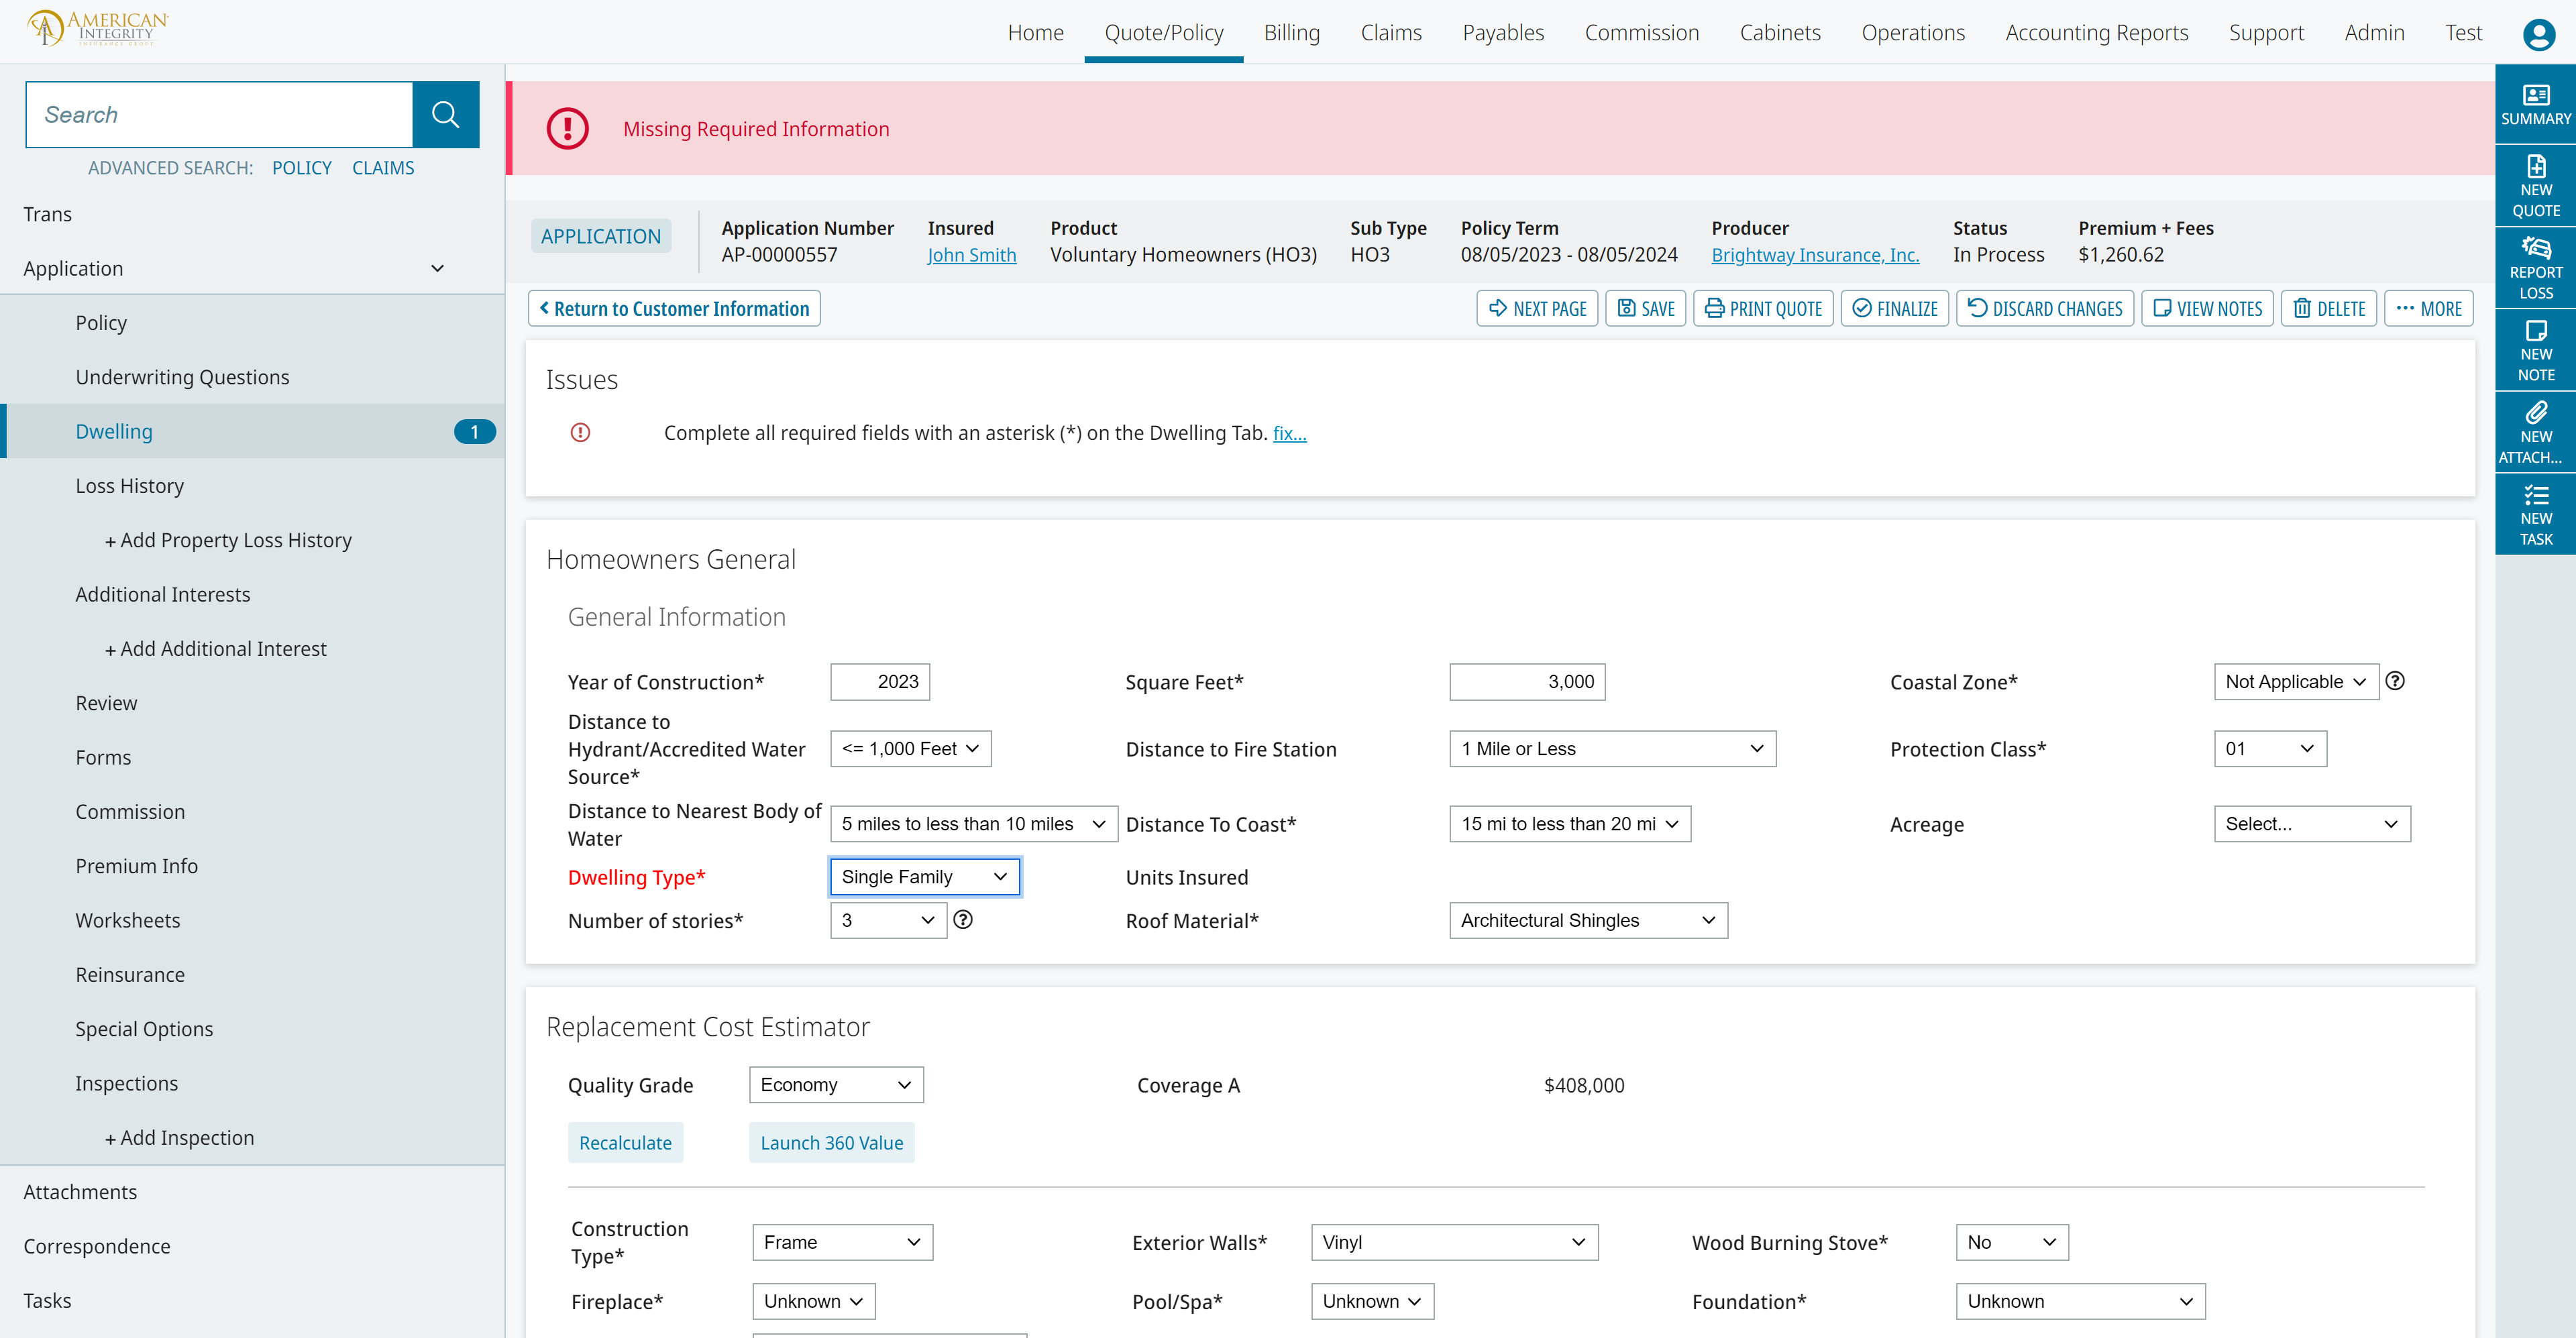 AMERICAN
INTEGRITY
INSURANCE GROUP
Home
Quote/Policy
Billing
Claims
Payables
Commission
Cabinets
Operations
Accounting Reports
Support
Admin
Test
Search
ADVANCED SEARCH: POLICY CLAIMS
Trans
Application
Policy
Underwriting Questions
Dwelling 1
Loss History
+ Add Property Loss History
Additional Interests
+ Add Additional Interest
Review
Forms
Commission
Premium Info
Worksheets
Reinsurance
Special Options
Inspections
+ Add Inspection
Attachments
Correspondence
Tasks
Missing Required Information
APPLICATION
Application Number
AP-00000557
Insured
John Smith
Product
Voluntary Homeowners (HO3)
Sub Type
HO3
Policy Term
08/05/2023 - 08/05/2024
Producer
Brightway Insurance, Inc.
Status
In Process
Premium + Fees
$1,260.62
Return to Customer Information
NEXT PAGE
SAVE
PRINT QUOTE
FINALIZE
DISCARD CHANGES
VIEW NOTES
DELETE
... MORE
Issues
Complete all required fields with an asterisk (*) on the Dwelling Tab. fix...
Homeowners General
General Information
Year of Construction* 2023
Square Feet* 3,000
Coastal Zone* Not Applicable
Distance to
Hydrant/Accredited Water
Source*
<= 1,000 Feet
Distance to Fire Station 1 Mile or Less
Protection Class* 01
Distance to Nearest Body of
Water
5 miles to less than 10 miles
Distance To Coast* 15 mi to less than 20 mi
Acreage Select...
Dwelling Type* Single Family
Units Insured
Number of stories* 3
Roof Material* Architectural Shingles
Replacement Cost Estimator
Quality Grade Economy
Coverage A $408,000
Recalculate
Launch 360 Value
Construction
Type*
Frame
Exterior Walls* Vinyl
Wood Burning Stove* No
Fireplace* Unknown
Pool/Spa* Unknown
Foundation* Unknown
SUMMARY
NEW
QUOTE
REPORT
LOSS
NEW
NOTE
NEW
ATTACH...
NEW
TASK